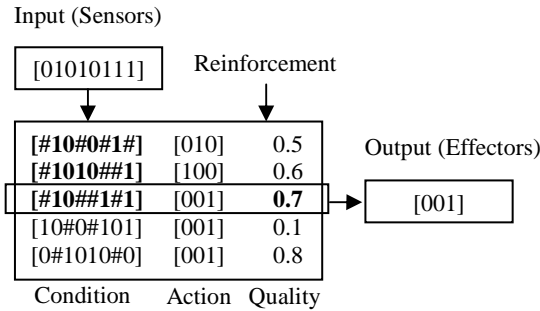 Input (Sensors)
[01010111]
Reinforcement
[#10#0#1#] [010] 0.5
[#1010##1] [100] 0.6
[#10##1#1] [001] 0.7
[10#0#101] [001] 0.1
[0#1010#0] [001] 0.8
Output (Effectors)
[001]
Condition Action Quality